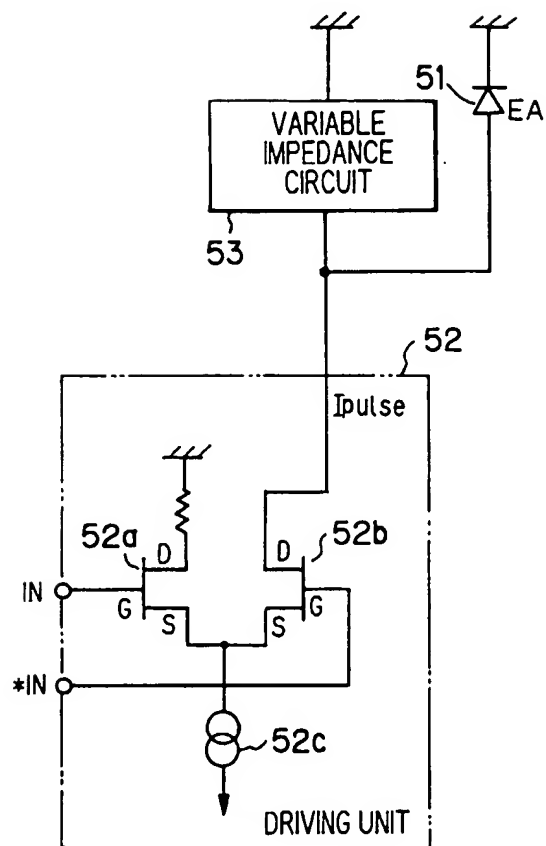 51
EA
VARIABLE
IMPEDANCE
CIRCUIT
53
52
Ipulse
52a
D
G
S
52b
D
G
S
IN
*IN
52c
DRIVING UNIT